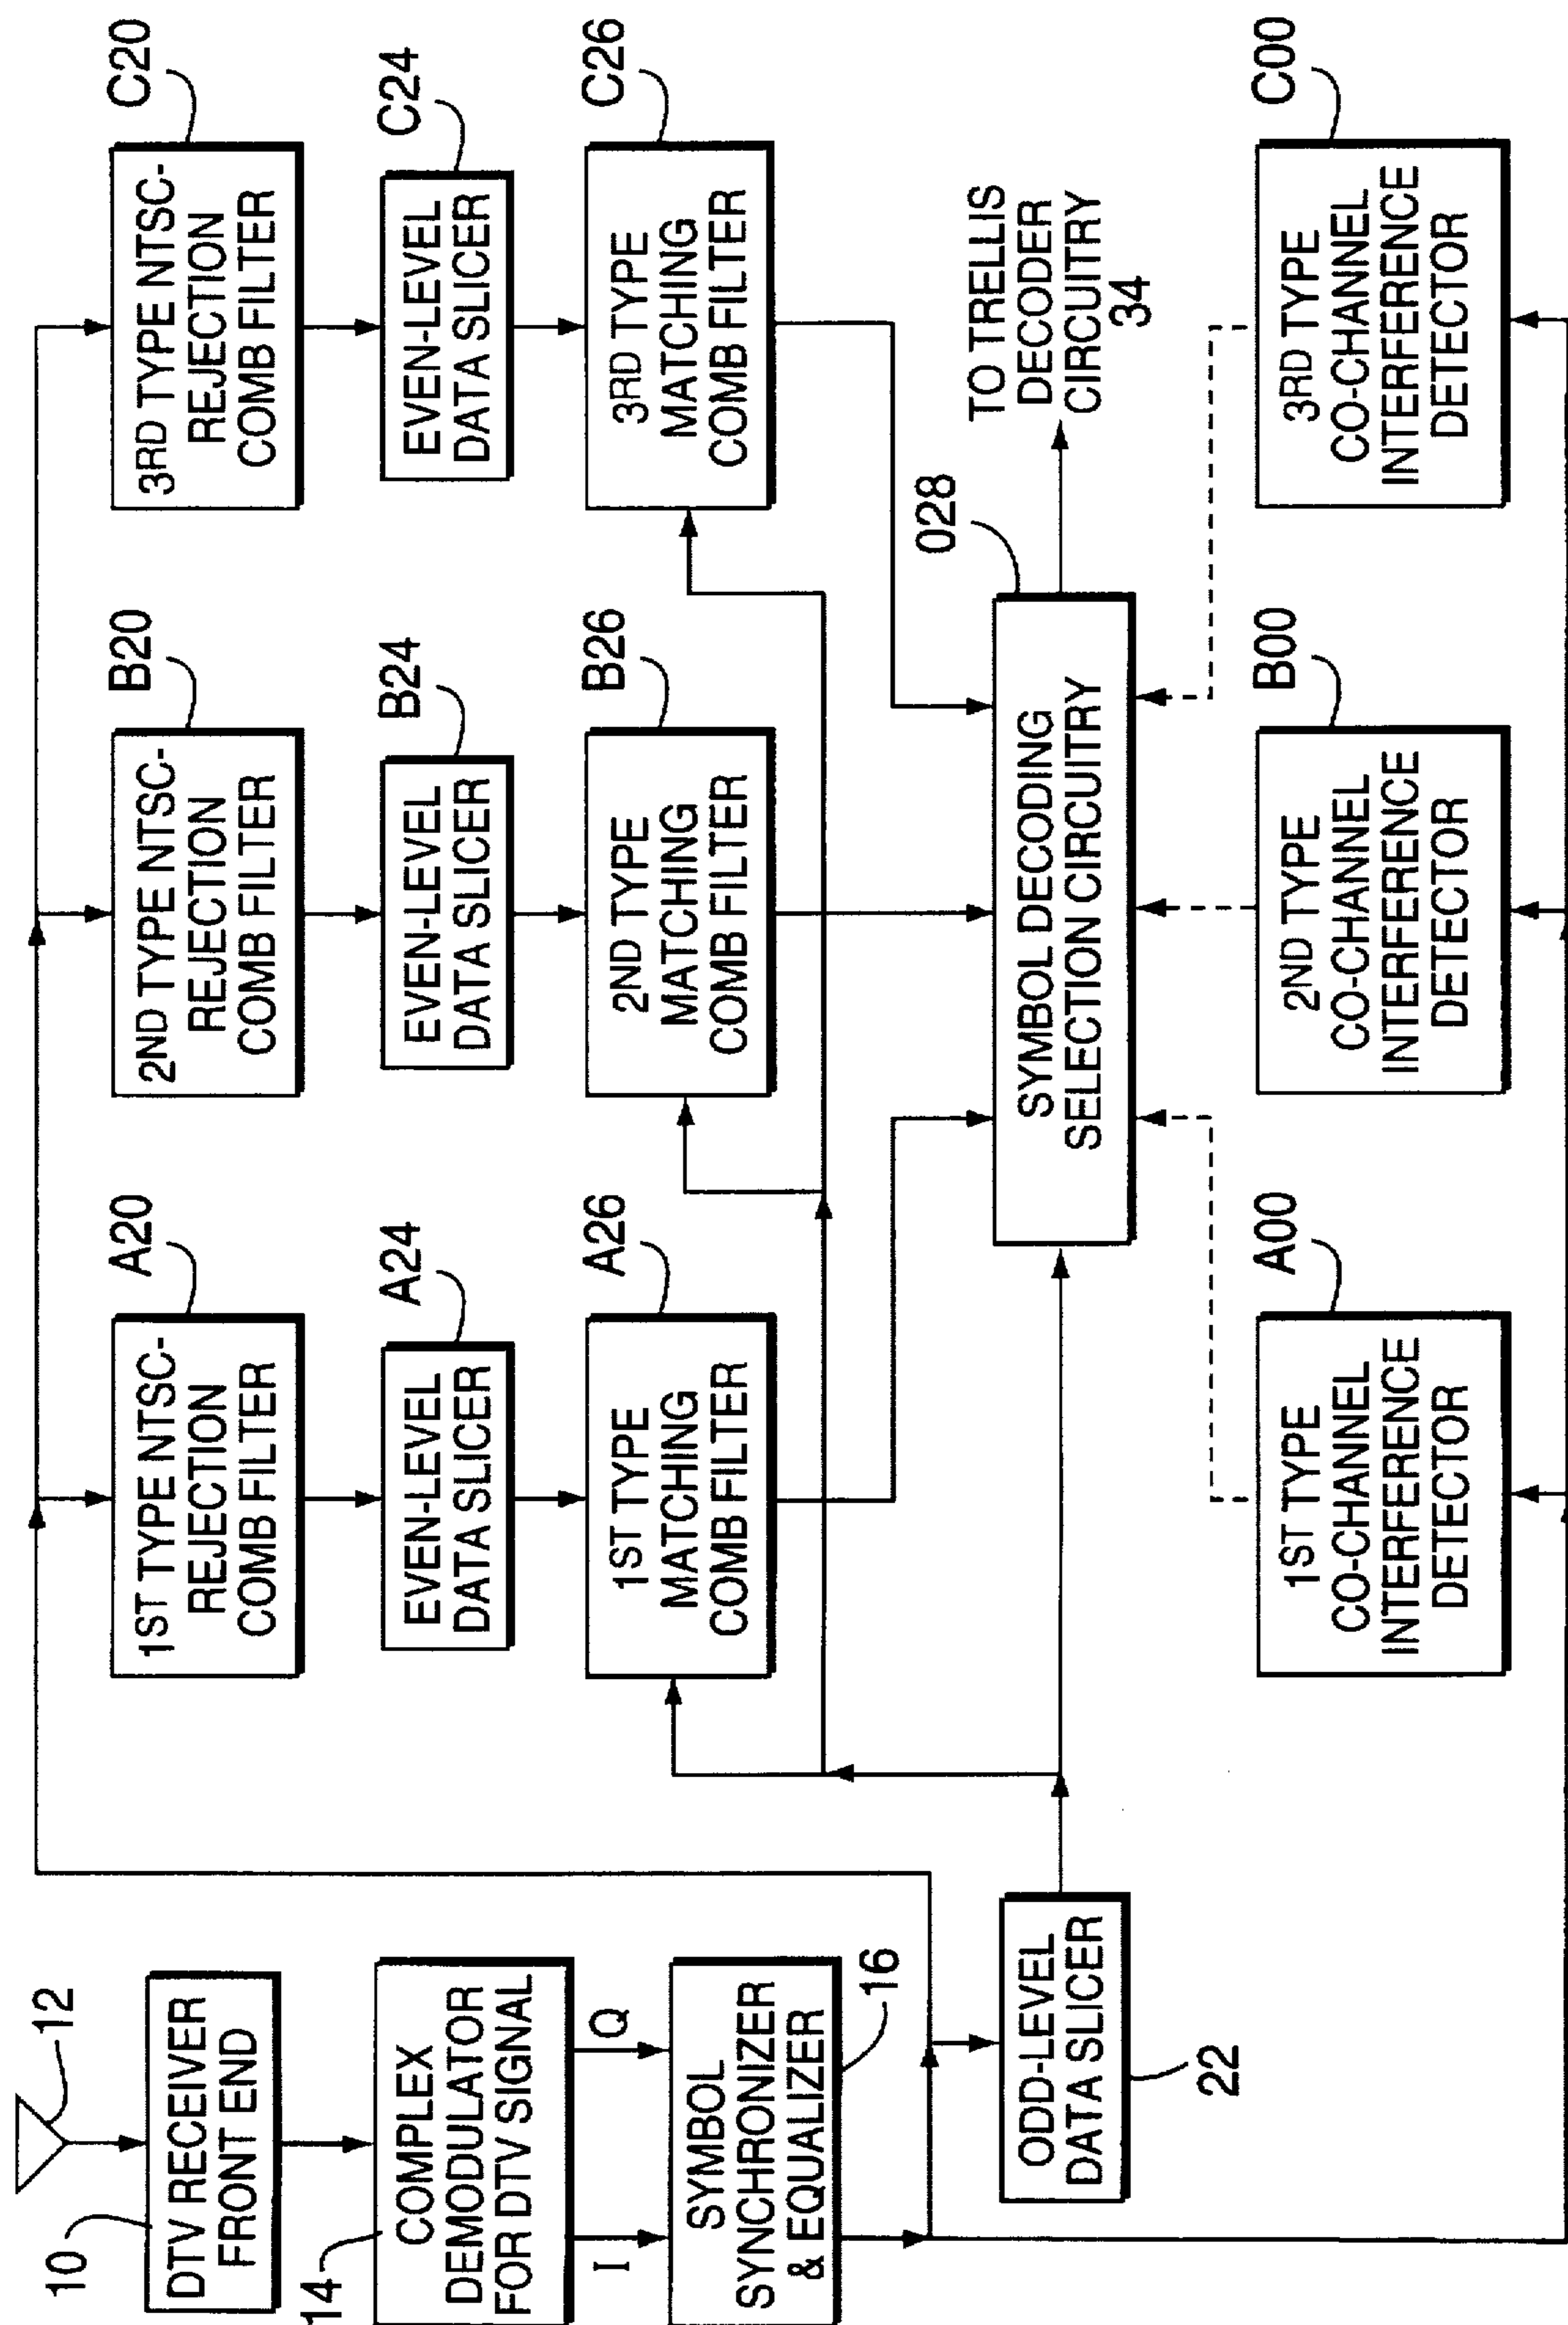 12
10
DTV RECEIVER
FRONT END
14
COMPLEX
DEMODULATOR
FOR DTV SIGNAL
I
Q
SYMBOL
SYNCHRONIZER
& EQUALIZER
16
ODD-LEVEL
DATA SLICER
22
A20
1ST TYPE NTSC-
REJECTION
COMB FILTER
A24
EVEN-LEVEL
DATA SLICER
A26
1ST TYPE
MATCHING
COMB FILTER
B20
2ND TYPE NTSC-
REJECTION
COMB FILTER
B24
EVEN-LEVEL
DATA SLICER
B26
2ND TYPE
MATCHING
COMB FILTER
C20
3RD TYPE NTSC-
REJECTION
COMB FILTER
C24
EVEN-LEVEL
DATA SLICER
C26
3RD TYPE
MATCHING
COMB FILTER
028
SYMBOL DECODING
SELECTION CIRCUITRY
TO TRELLIS
DECODER
CIRCUITRY
34
A00
1ST TYPE
CO-CHANNEL
INTERFERENCE
DETECTOR
B00
2ND TYPE
CO-CHANNEL
INTERFERENCE
DETECTOR
C00
3RD TYPE
CO-CHANNEL
INTERFERENCE
DETECTOR